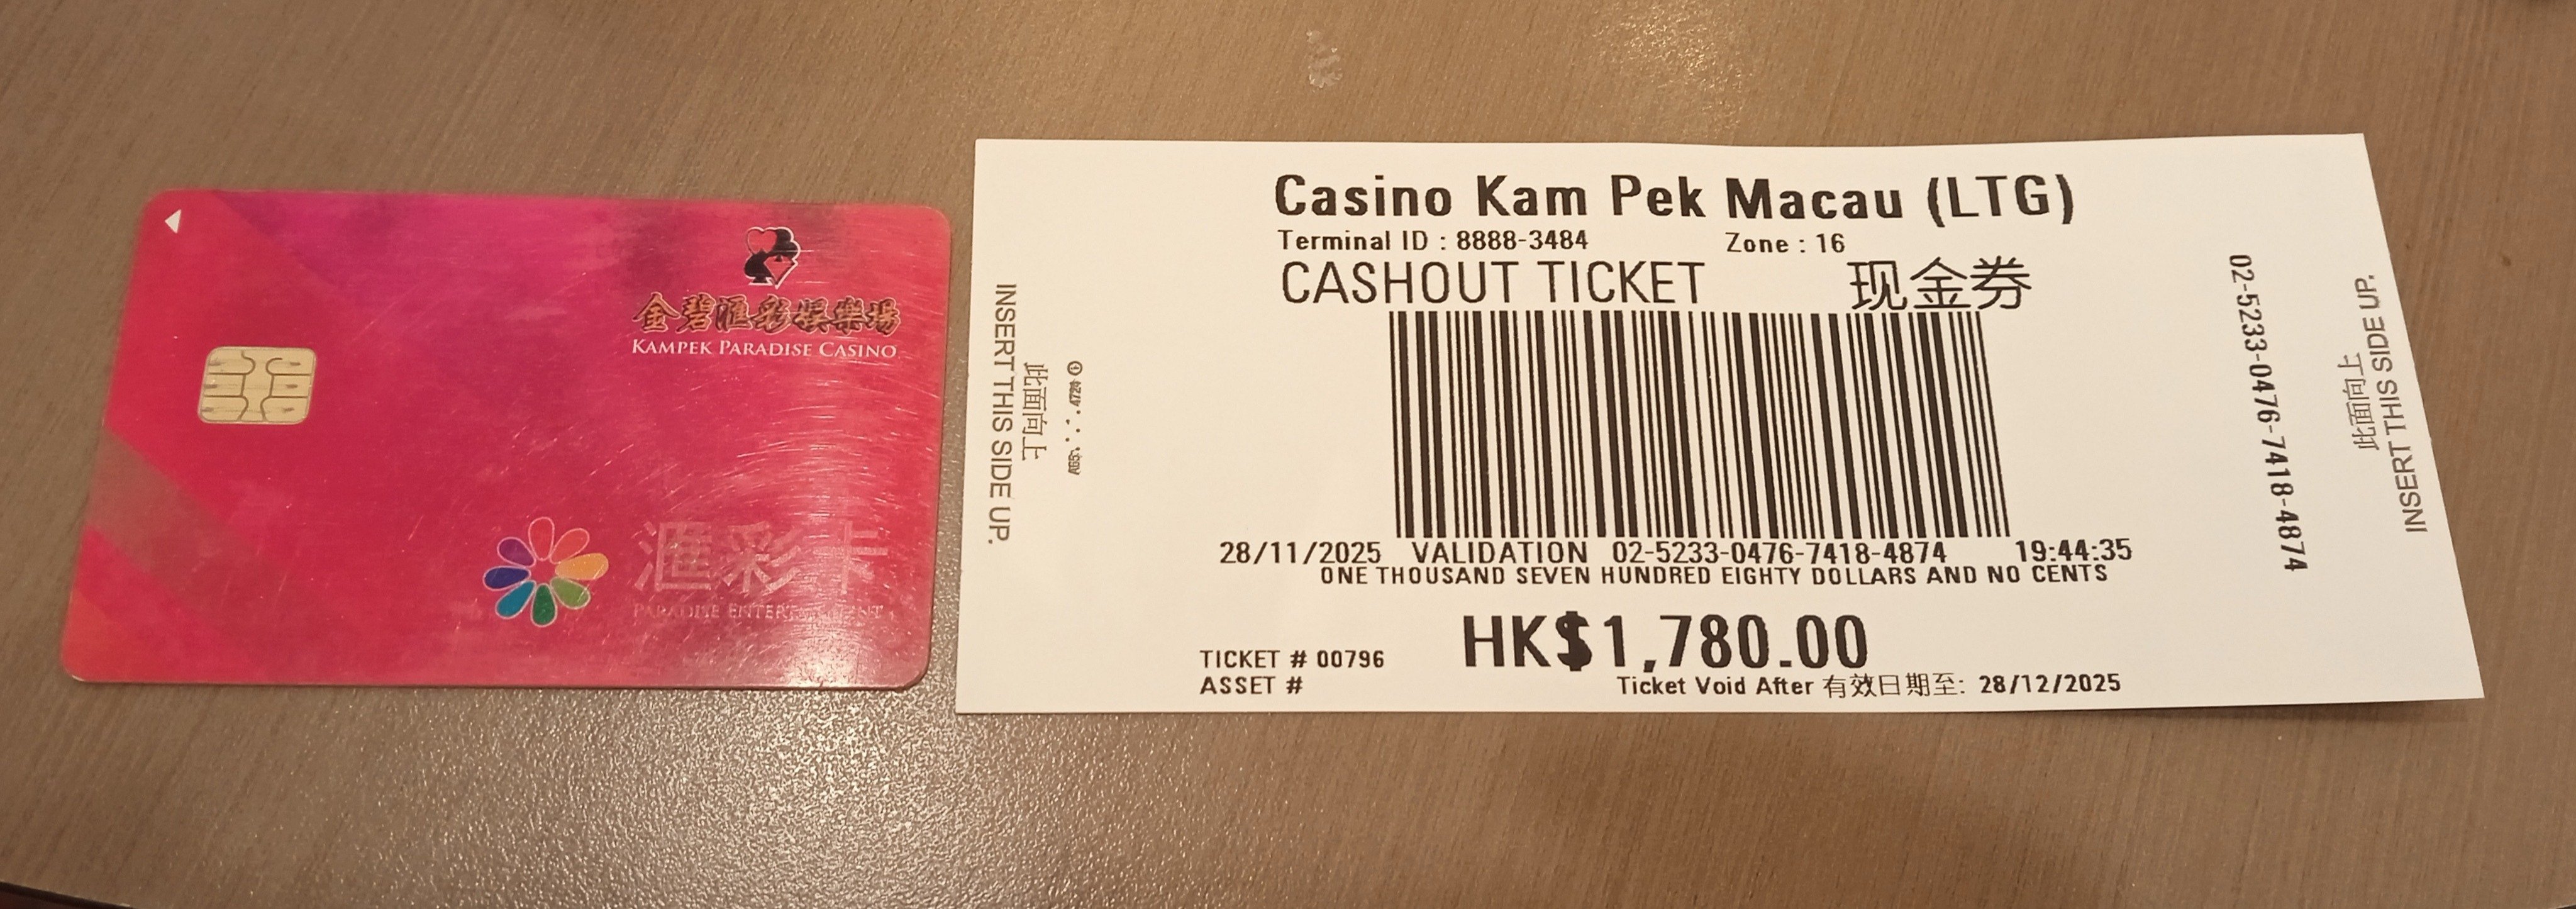 金碧滙彩娛樂場
KAMPEK PARADISE CASINO
滙彩卡
PARADISE ENTERTAINMENT
INSERT THIS SIDE UP.
此面向上
Casino Kam Pek Macau (LTG)
Terminal ID : 8888-3484 Zone : 16
CASHOUT TICKET 现金券
28/11/2025 VALIDATION 02-5233-0476-7418-4874 19:44:35
ONE THOUSAND SEVEN HUNDRED EIGHTY DOLLARS AND NO CENTS
HK$1,780.00
TICKET # 00796
ASSET #
Ticket Void After 有效日期至: 28/12/2025
02-5233-0476-7418-4874
此面向上
INSERT THIS SIDE UP.